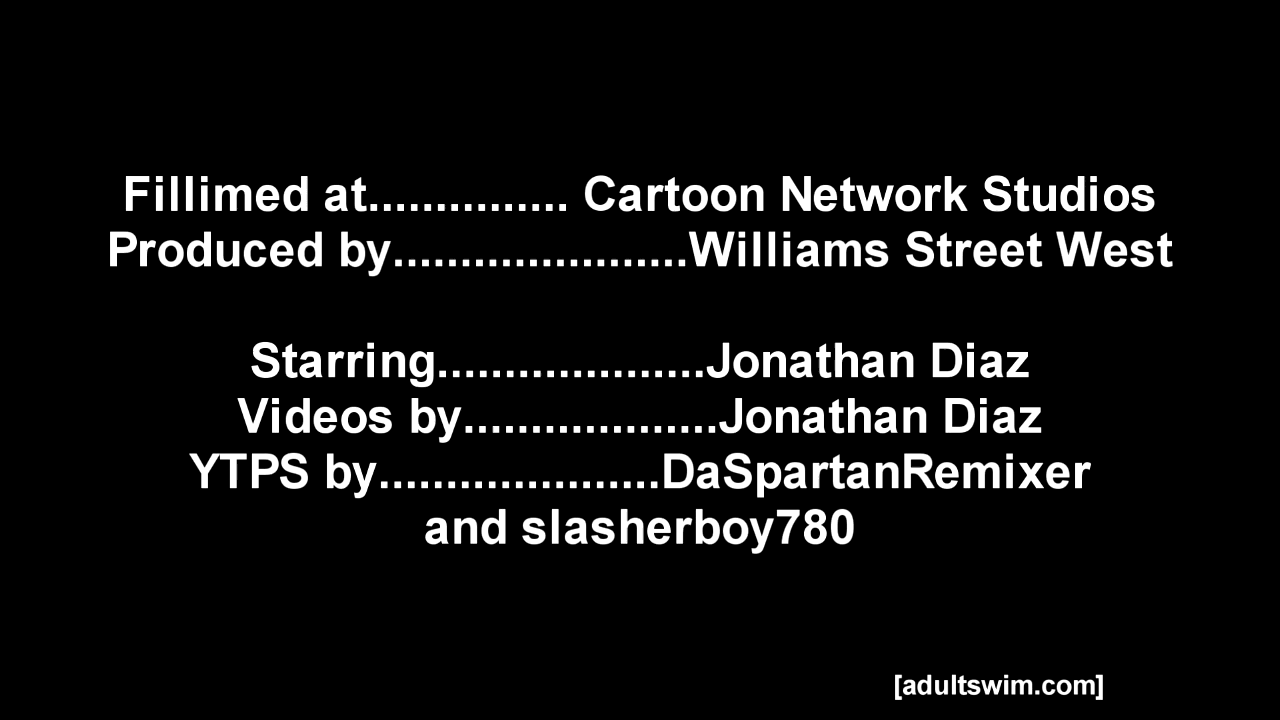 Fillimed at............... Cartoon Network Studios
Produced by......................Williams Street West
Starring....................Jonathan Diaz
Videos by...................Jonathan Diaz
YTPS by.....................DaSpartanRemixer
and slasherboy780
[adultswim.com]